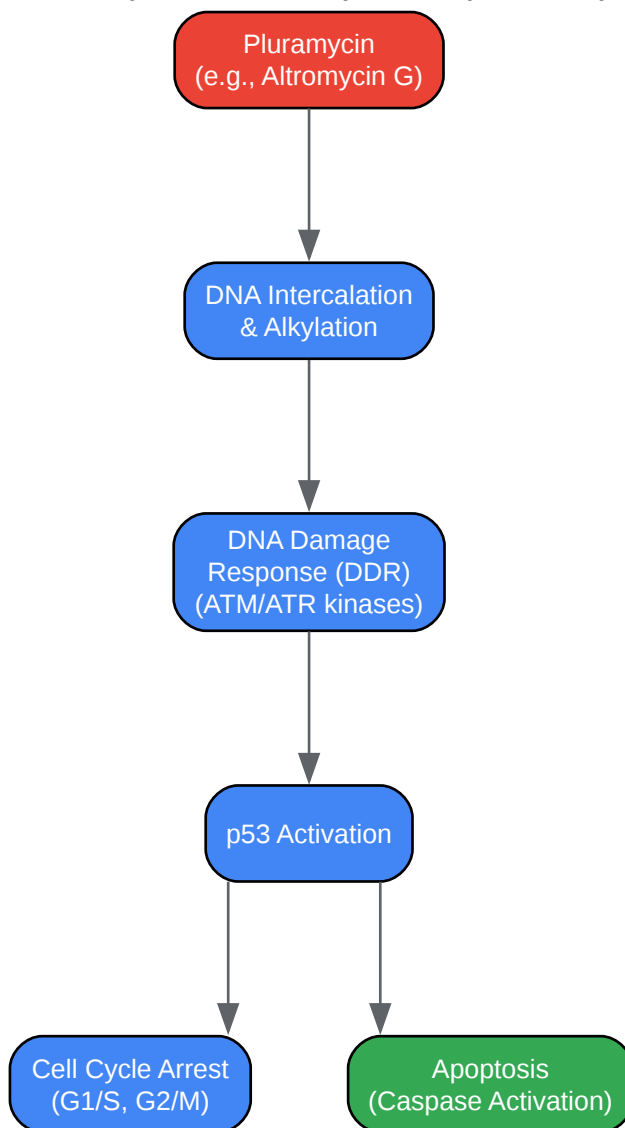 Pluramycin
(e.g., Altromycin G)
DNA Intercalation
& Alkylation
DNA Damage
Response (DDR)
(ATM/ATR kinases)
p53 Activation
Cell Cycle Arrest
(G1/S, G2/M)
Apoptosis
(Caspase Activation)